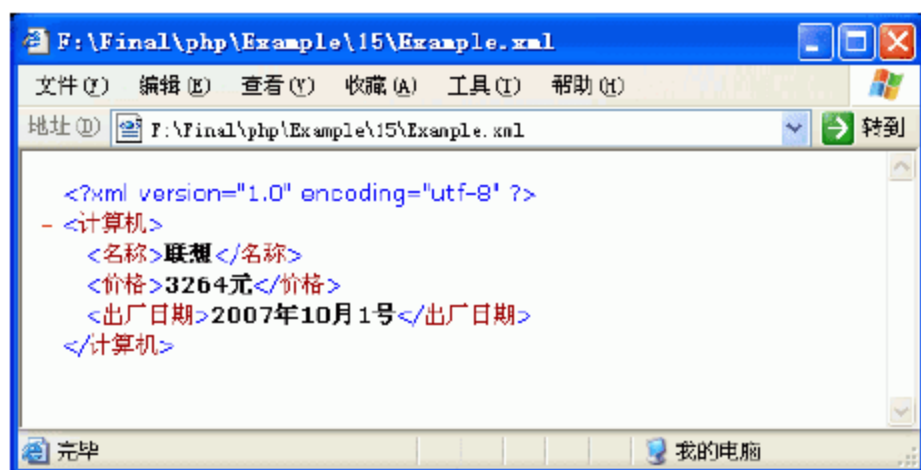 F:\Final\php\Example\15\Example.xml
文件(F) 编辑(E) 查看(V) 收藏(A) 工具(T) 帮助(H)
地址(D) F:\Final\php\Example\15\Example.xml 转到
<?xml version="1.0" encoding="utf-8" ?>
- <计算机>
<名称>联想</名称>
<价格>3264元</价格>
<出厂日期>2007年10月1号</出厂日期>
</计算机>
完毕 我的电脑